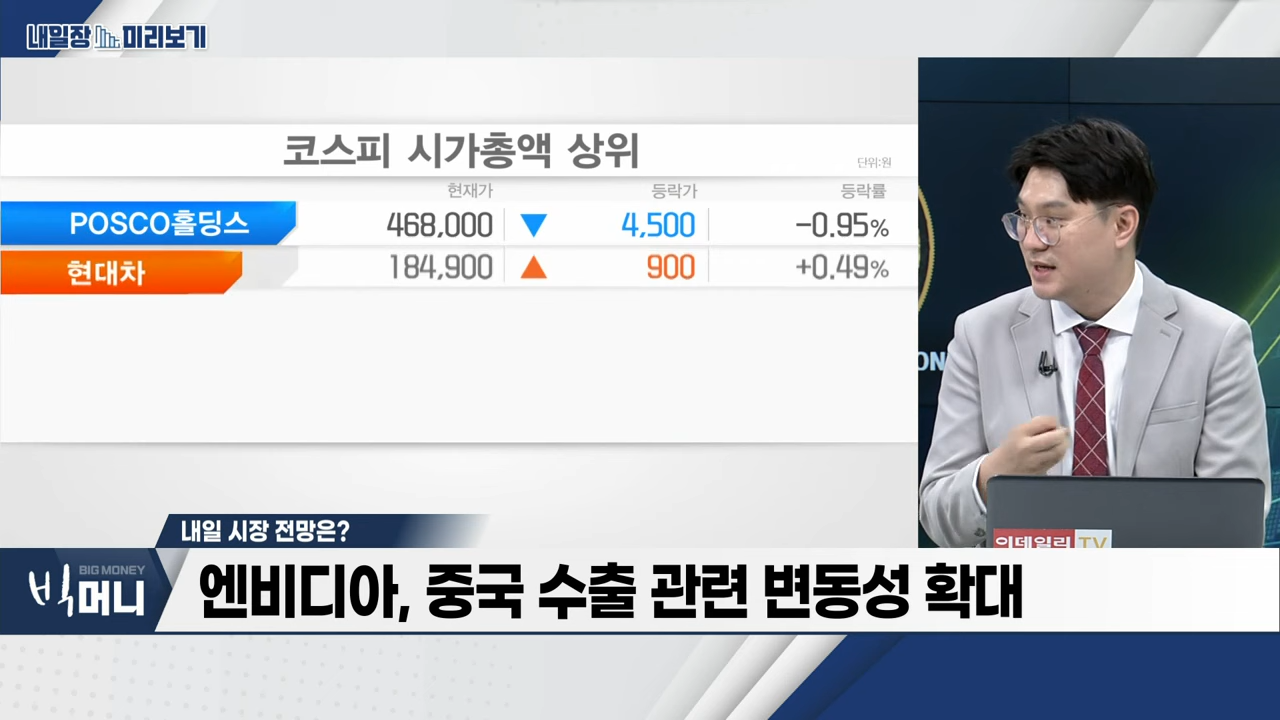 내일장 미리보기
코스피 시가총액 상위
단위:원
현재가 등락가 등락률
POSCO홀딩스 468,000 ▼ 4,500 -0.95%
현대차 184,900 ▲ 900 +0.49%
ON
이데일리 TV
내일 시장 전망은?
BIG MONEY
빅머니
엔비디아, 중국 수출 관련 변동성 확대